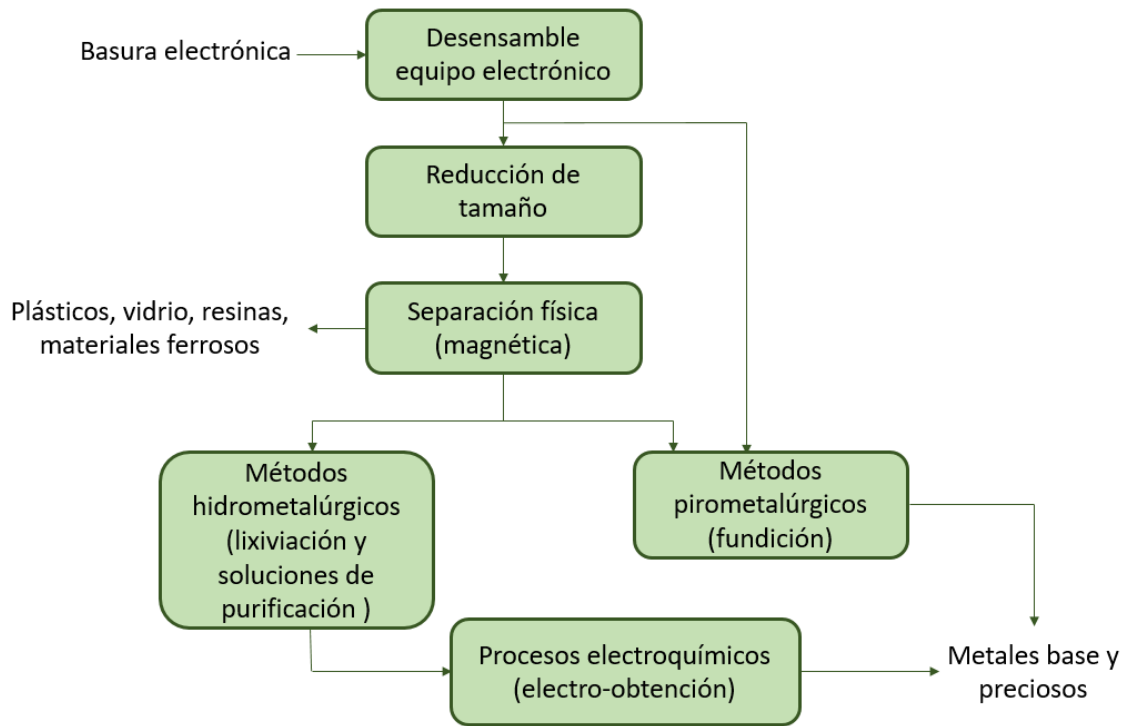 Basura electrónica
Desensamble
equipo electrónico
Reducción de
tamaño
Plásticos, vidrio, resinas,
materiales ferrosos
Separación física
(magnética)
Métodos
hidrometalúrgicos
(lixiviación y
soluciones de
purificación )
Métodos
pirometalúrgicos
(fundición)
Procesos electroquímicos
(electro-obtención)
Metales base y
preciosos